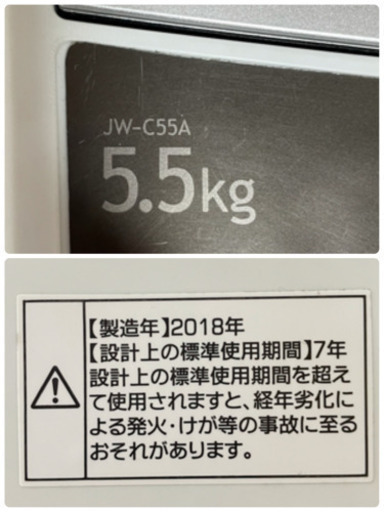 JW-C55A
5.5kg
【製造年】2018年
【設計上の標準使用期間】7年
設計上の標準使用期間を超え
て使用されますと、経年劣化に
よる発火・けが等の事故に至る
おそれがあります。